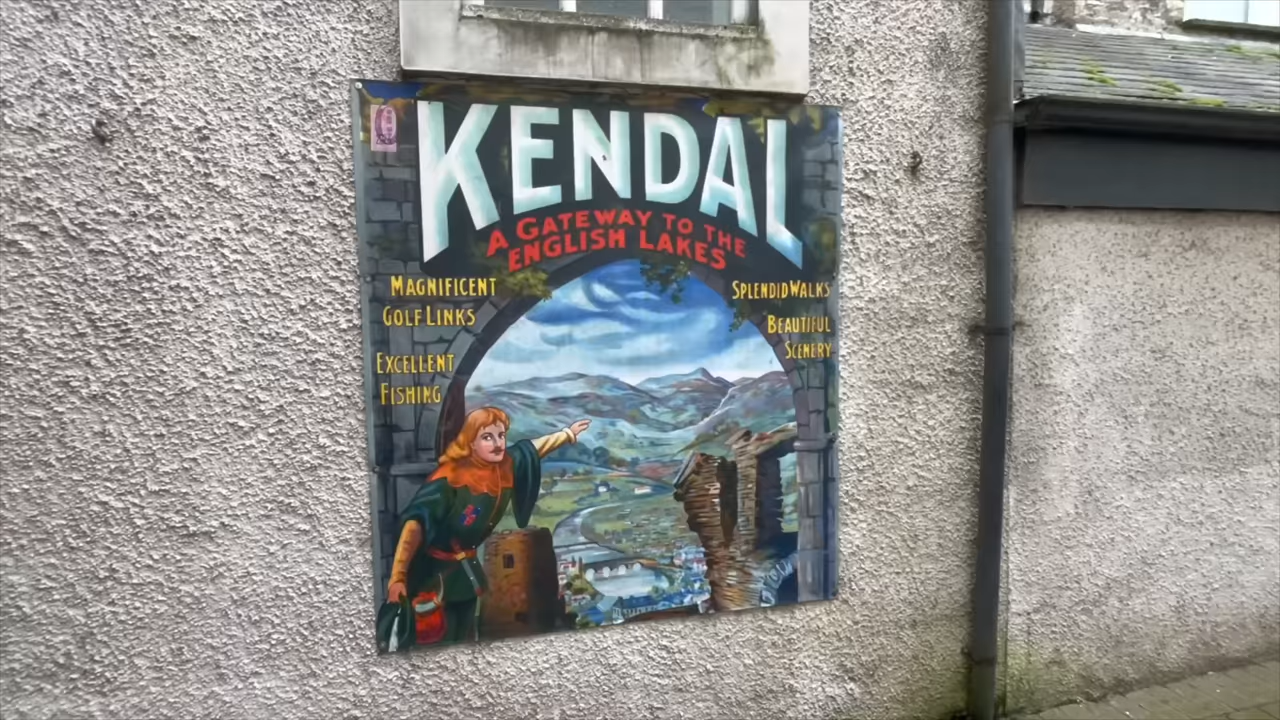 KENDAL
A GATEWAY TO THE
ENGLISH LAKES
MAGNIFICENT
GOLF LINKS
EXCELLENT
FISHING
SPLENDID WALKS
BEAUTIFUL
SCENERY